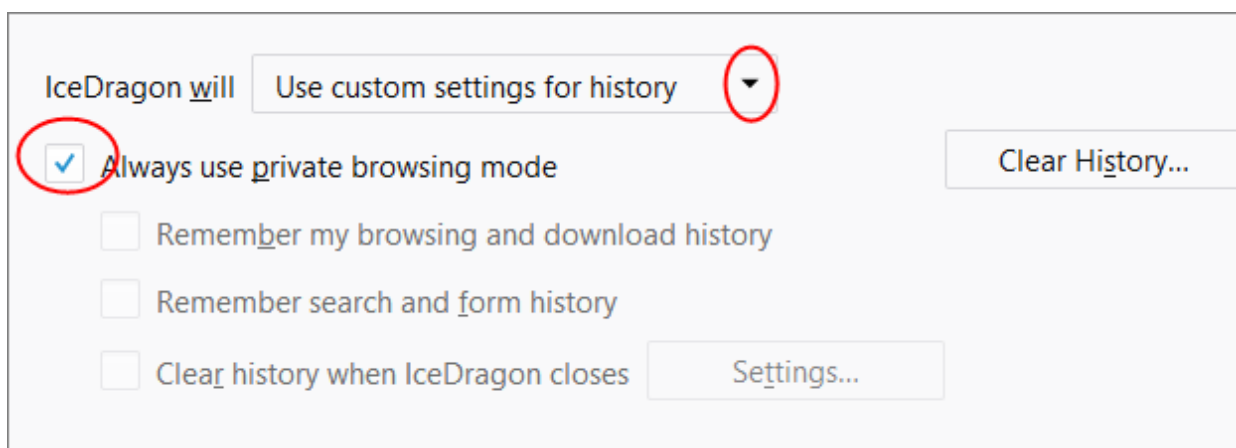 IceDragon will Use custom settings for history
Always use private browsing mode Clear History...
Remember my browsing and download history
Remember search and form history
Clear history when IceDragon closes Settings...